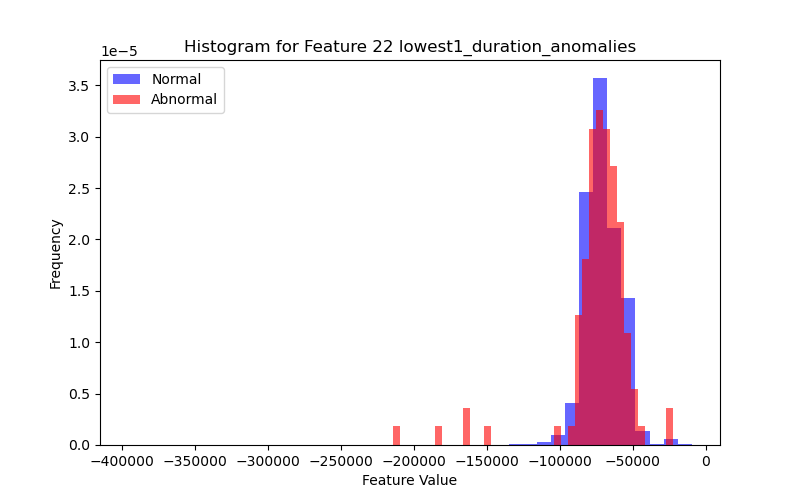 Histogram for Feature 22 lowest1_duration_anomalies
1e−5
Normal
Abnormal
3.5
3.0
2.5
2.0
1.5
1.0
0.5
0.0
Frequency
−400000 −350000 −300000 −250000 −200000 −150000 −100000 −50000 0
Feature Value